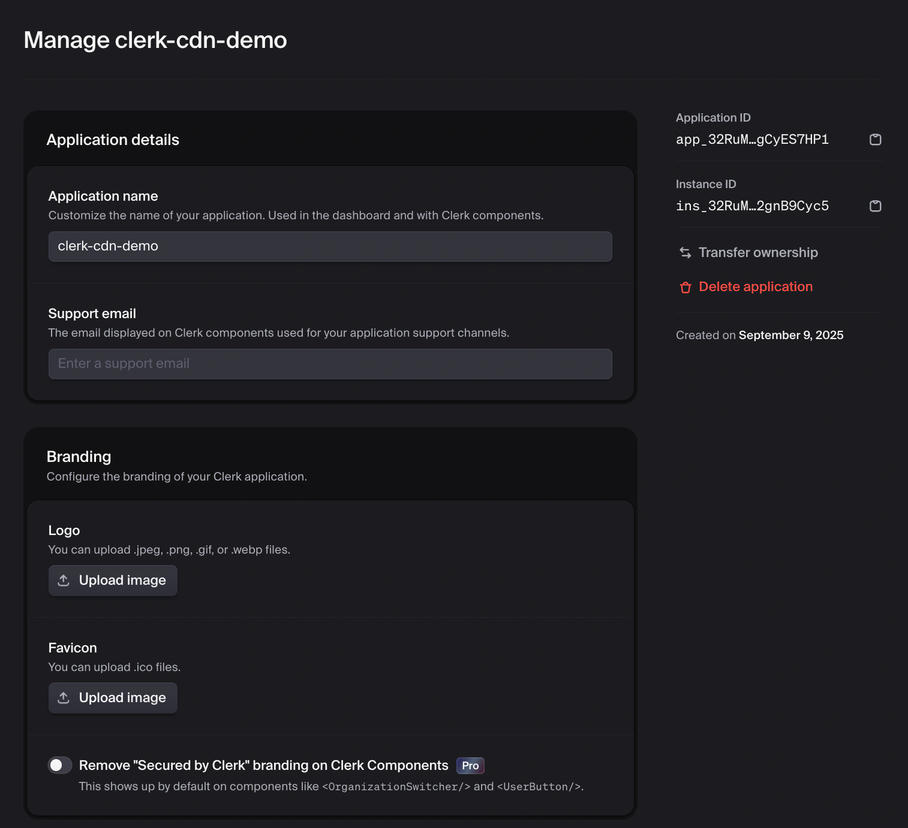 Manage clerk-cdn-demo
Application details
Application name
Customize the name of your application. Used in the dashboard and with Clerk components.
clerk-cdn-demo
Support email
The email displayed on Clerk components used for your application support channels.
Enter a support email
Branding
Configure the branding of your Clerk application.
Logo
You can upload .jpeg, .png, .gif, or .webp files.
Upload image
Favicon
You can upload .ico files.
Upload image
Remove "Secured by Clerk" branding on Clerk Components Pro
This shows up by default on components like <OrganizationSwitcher/> and <UserButton/>.
Application ID
app_32RuM…gCyES7HP1
Instance ID
ins_32RuM…2gnB9Cyc5
Transfer ownership
Delete application
Created on September 9, 2025